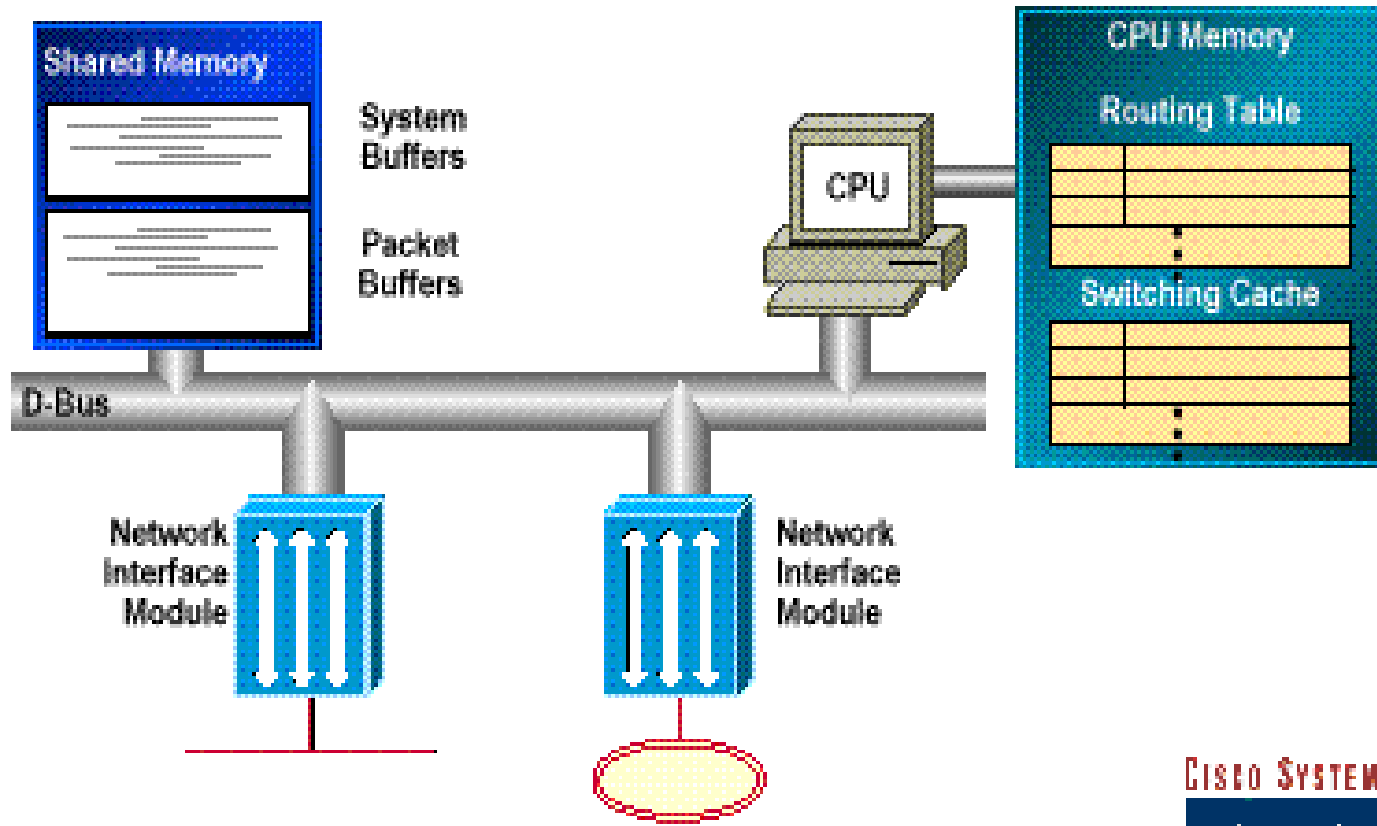 Shared Memory
System
Buffers
Packet
Buffers
CPU
CPU Memory
Routing Table
Switching Cache
D-Bus
Network
Interface
Module
Network
Interface
Module
CISCO SYSTEM